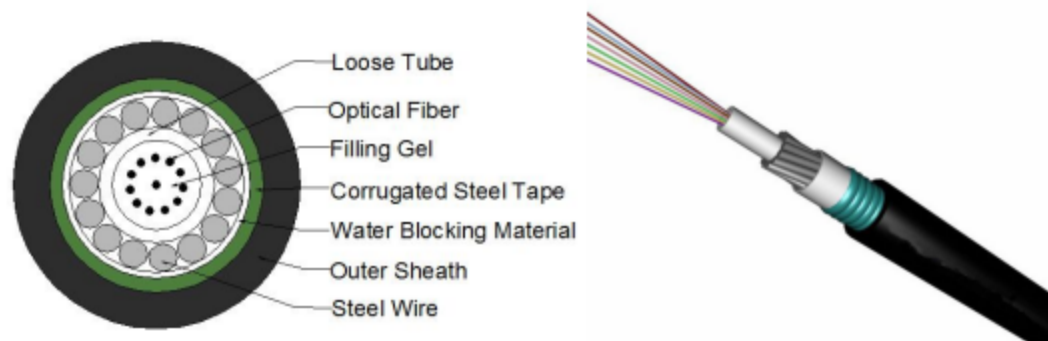 Loose Tube
Optical Fiber
Filling Gel
Corrugated Steel Tape
Water Blocking Material
Outer Sheath
Steel Wire